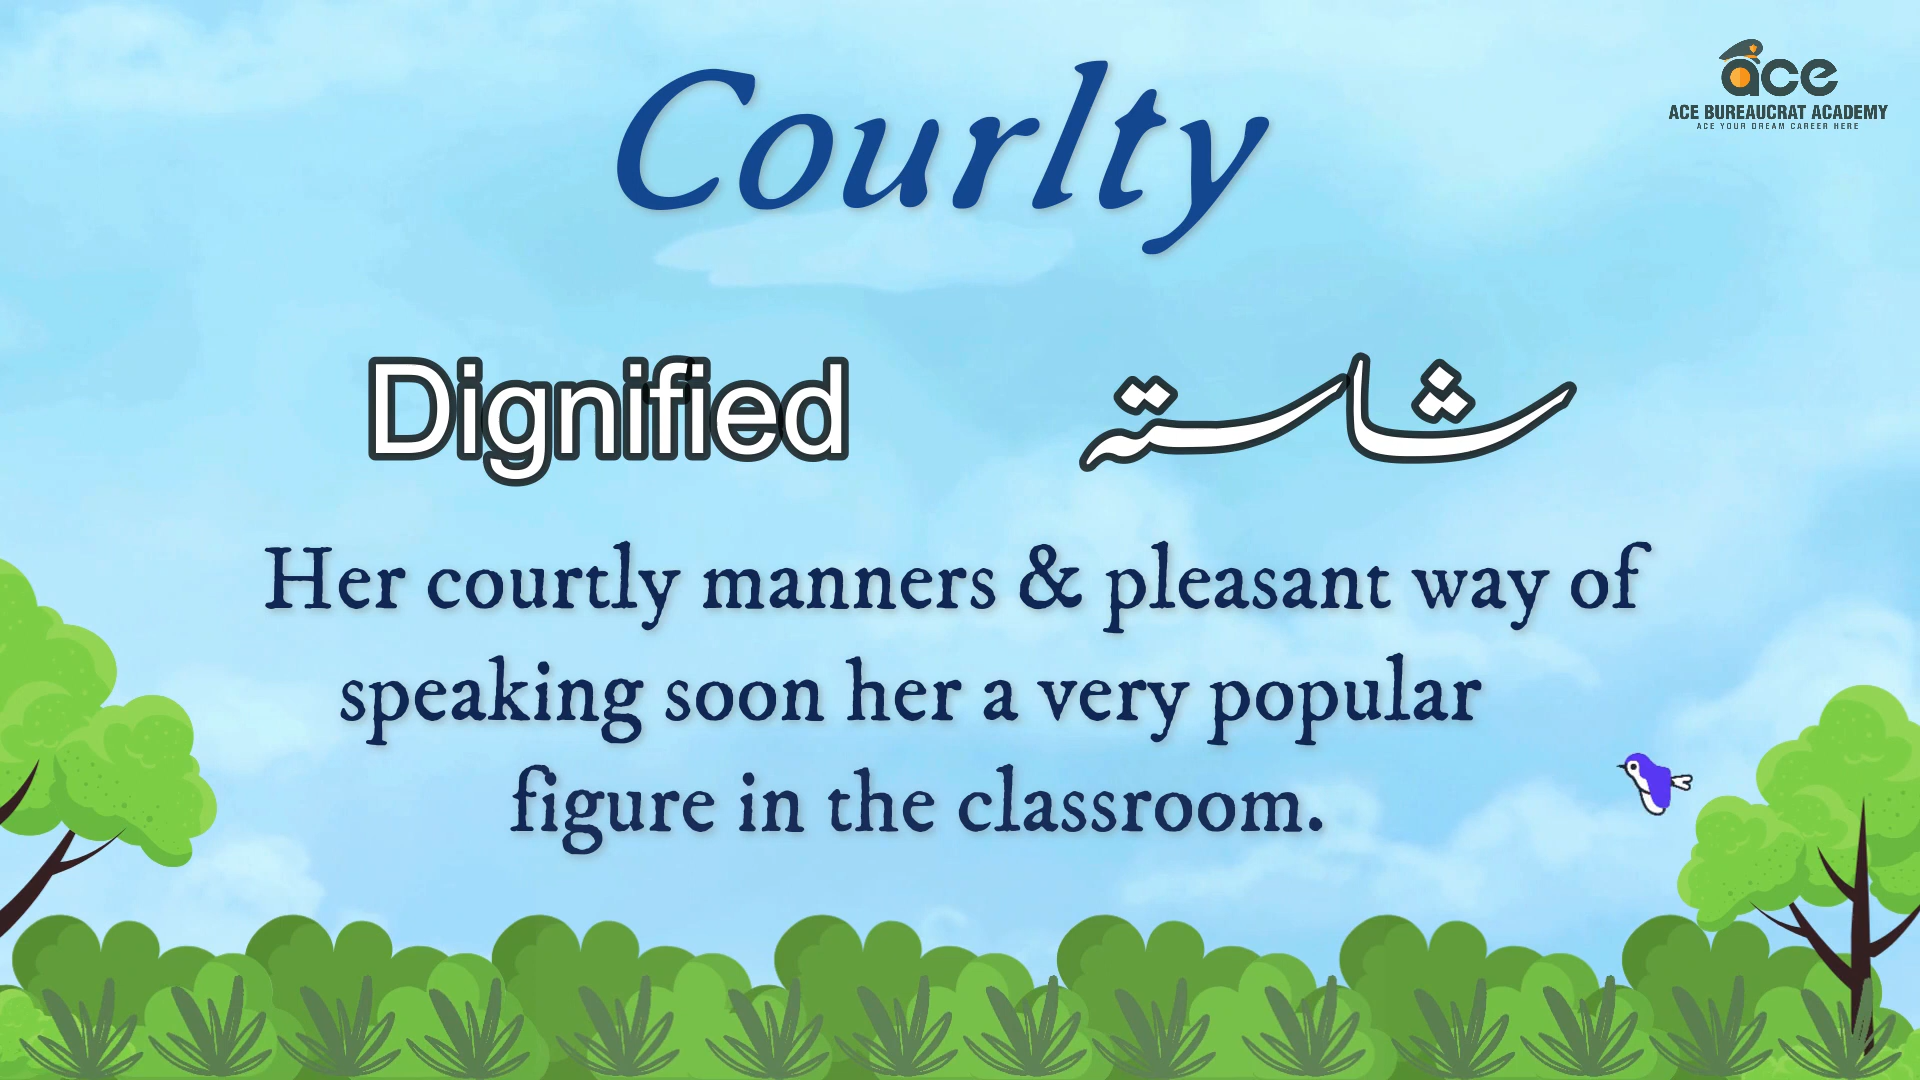 ace
ACE BUREAUCRAT ACADEMY
ACE YOUR DREAM CAREER HERE
Courlty
Dignified شاستہ
Her courtly manners & pleasant way of
speaking soon her a very popular
figure in the classroom.